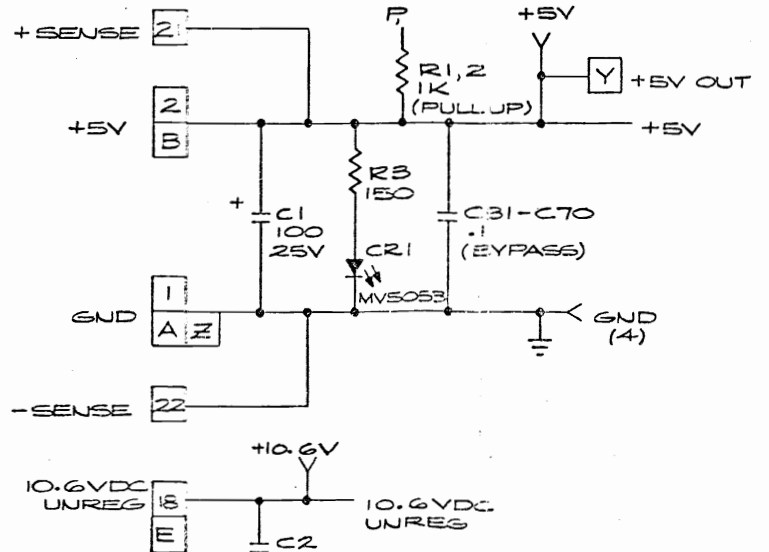 + SENSE 21
P,
+5V
R1,2
1K
(PULL UP)
Y +5V OUT
2
+5V
B
+5V
R3
150
+ C1
100
25V
C31-C70
.1
(EYPASS)
CR1
MV5053
1
GND
A Z
GND
(4)
-SENSE 22
+10.6V
10.6VDC
UNREG
18
10.6VDC
UNREG
E
C2